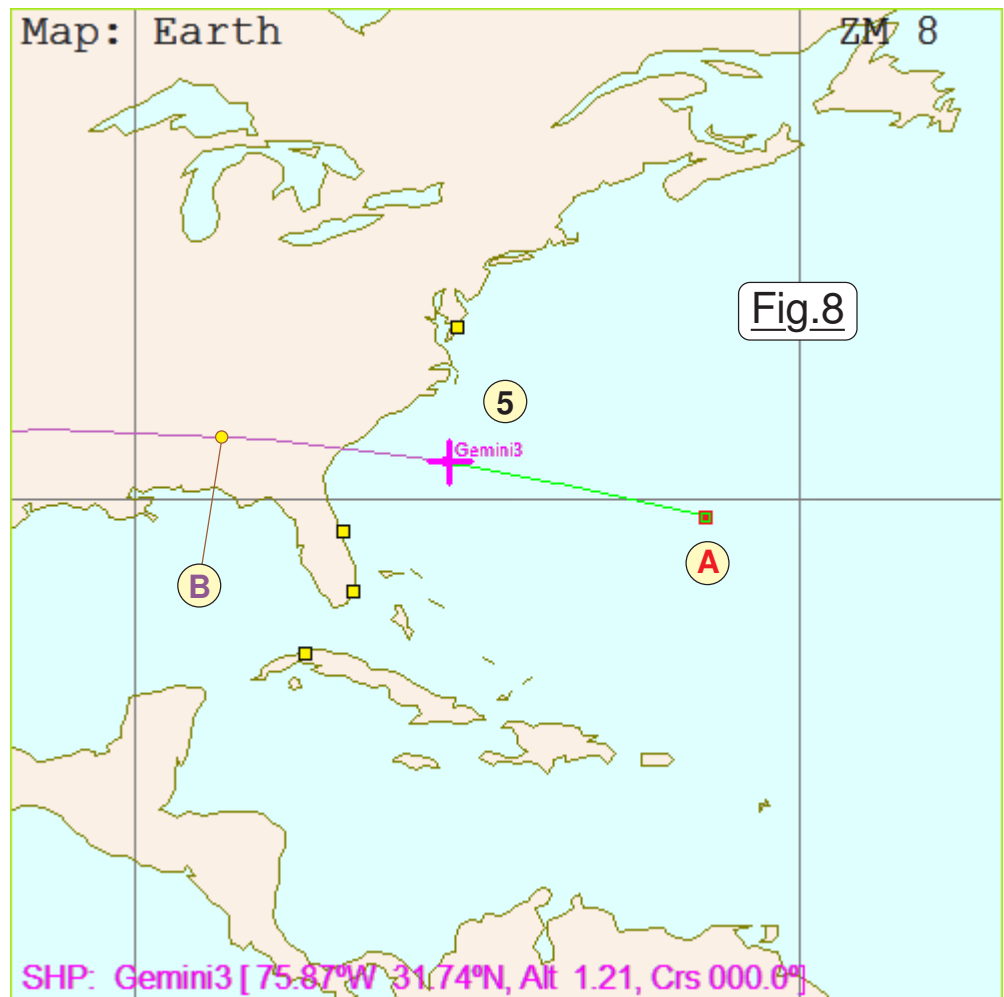 Map: Earth
ZM 8
Fig.8
5
Gemini3
A
B
SHP: Gemini3 [ 75.87ºW 31.74ºN, Alt 1.21, Crs 000.0º]